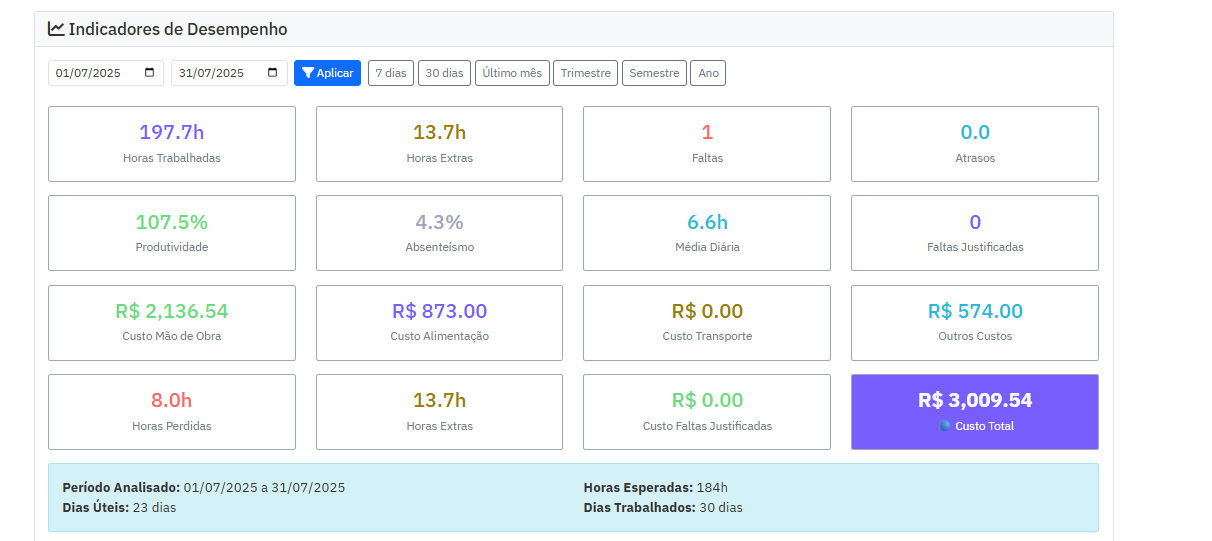 Indicadores de Desempenho
01/07/2025 31/07/2025 Aplicar 7 dias 30 dias Último mês Trimestre Semestre Ano
197.7h 13.7h 1 0.0
Horas Trabalhadas Horas Extras Faltas Atrasos
107.5% 4.3% 6.6h 0
Produtividade Absenteísmo Média Diária Faltas Justificadas
R$ 2,136.54 R$ 873.00 R$ 0.00 R$ 574.00
Custo Mão de Obra Custo Alimentação Custo Transporte Outros Custos
8.0h 13.7h R$ 0.00 R$ 3,009.54
Horas Perdidas Horas Extras Custo Faltas Justificadas Custo Total
Período Analisado: 01/07/2025 a 31/07/2025 Horas Esperadas: 184h
Dias Úteis: 23 dias Dias Trabalhados: 30 dias